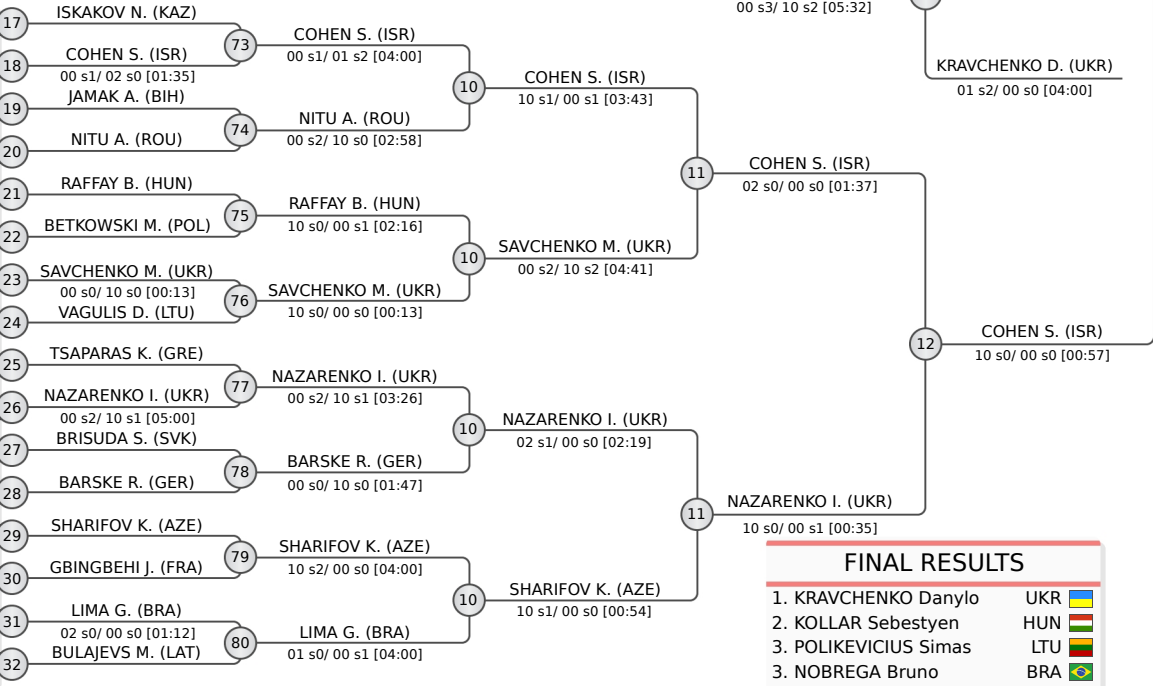 00 s3/ 10 s2 [05:32]
KRAVCHENKO D. (UKR)
01 s2/ 00 s0 [04:00]
17
ISKAKOV N. (KAZ)
73
COHEN S. (ISR)
00 s1/ 01 s2 [04:00]
18
COHEN S. (ISR)
00 s1/ 02 s0 [01:35]
10
COHEN S. (ISR)
10 s1/ 00 s1 [03:43]
19
JAMAK A. (BIH)
74
NITU A. (ROU)
00 s2/ 10 s0 [02:58]
20
NITU A. (ROU)
11
COHEN S. (ISR)
02 s0/ 00 s0 [01:37]
21
RAFFAY B. (HUN)
75
RAFFAY B. (HUN)
10 s0/ 00 s1 [02:16]
22
BETKOWSKI M. (POL)
10
SAVCHENKO M. (UKR)
00 s2/ 10 s2 [04:41]
23
SAVCHENKO M. (UKR)
00 s0/ 10 s0 [00:13]
76
SAVCHENKO M. (UKR)
10 s0/ 00 s0 [00:13]
24
VAGULIS D. (LTU)
12
COHEN S. (ISR)
10 s0/ 00 s0 [00:57]
25
TSAPARAS K. (GRE)
77
NAZARENKO I. (UKR)
00 s2/ 10 s1 [03:26]
26
NAZARENKO I. (UKR)
00 s2/ 10 s1 [05:00]
10
NAZARENKO I. (UKR)
02 s1/ 00 s0 [02:19]
27
BRISUDA S. (SVK)
78
BARSKE R. (GER)
00 s0/ 10 s0 [01:47]
28
BARSKE R. (GER)
11
NAZARENKO I. (UKR)
10 s0/ 00 s1 [00:35]
29
SHARIFOV K. (AZE)
79
SHARIFOV K. (AZE)
10 s2/ 00 s0 [04:00]
30
GBINGBEHI J. (FRA)
10
SHARIFOV K. (AZE)
10 s1/ 00 s0 [00:54]
31
LIMA G. (BRA)
02 s0/ 00 s0 [01:12]
80
LIMA G. (BRA)
01 s0/ 00 s1 [04:00]
32
BULAJEVS M. (LAT)
FINAL RESULTS
1. KRAVCHENKO Danylo UKR
2. KOLLAR Sebestyen HUN
3. POLIKEVICIUS Simas LTU
3. NOBREGA Bruno BRA